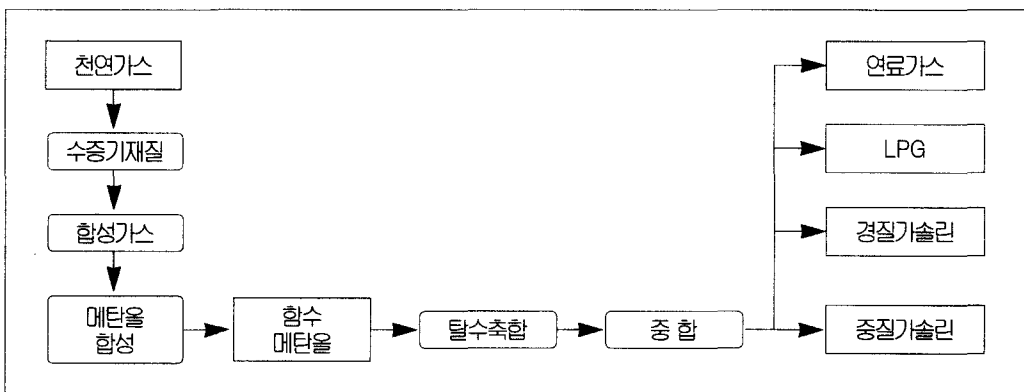 천연가스
수증기재질
합성가스
메탄올
합성
함수
메탄올
탈수축합
중 합
연료가스
LPG
경질가솔린
중질가솔린